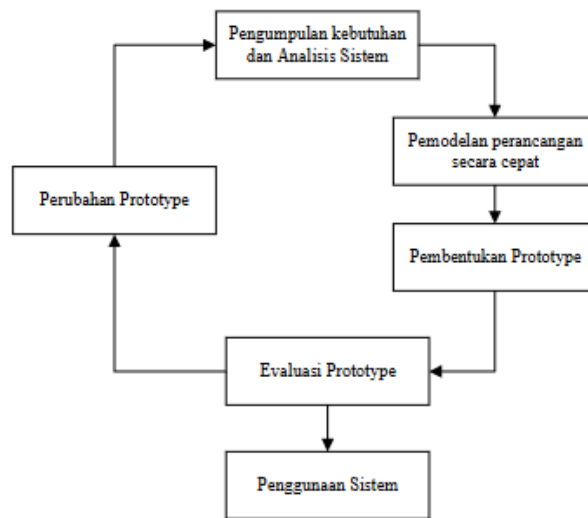 Pengumpulan kebutuhan
dan Analisis Sistem
Pemodelan perancangan
secara cepat
Perubahan Prototype
Pembentukan Prototype
Evaluasi Prototype
Penggunaan Sistem